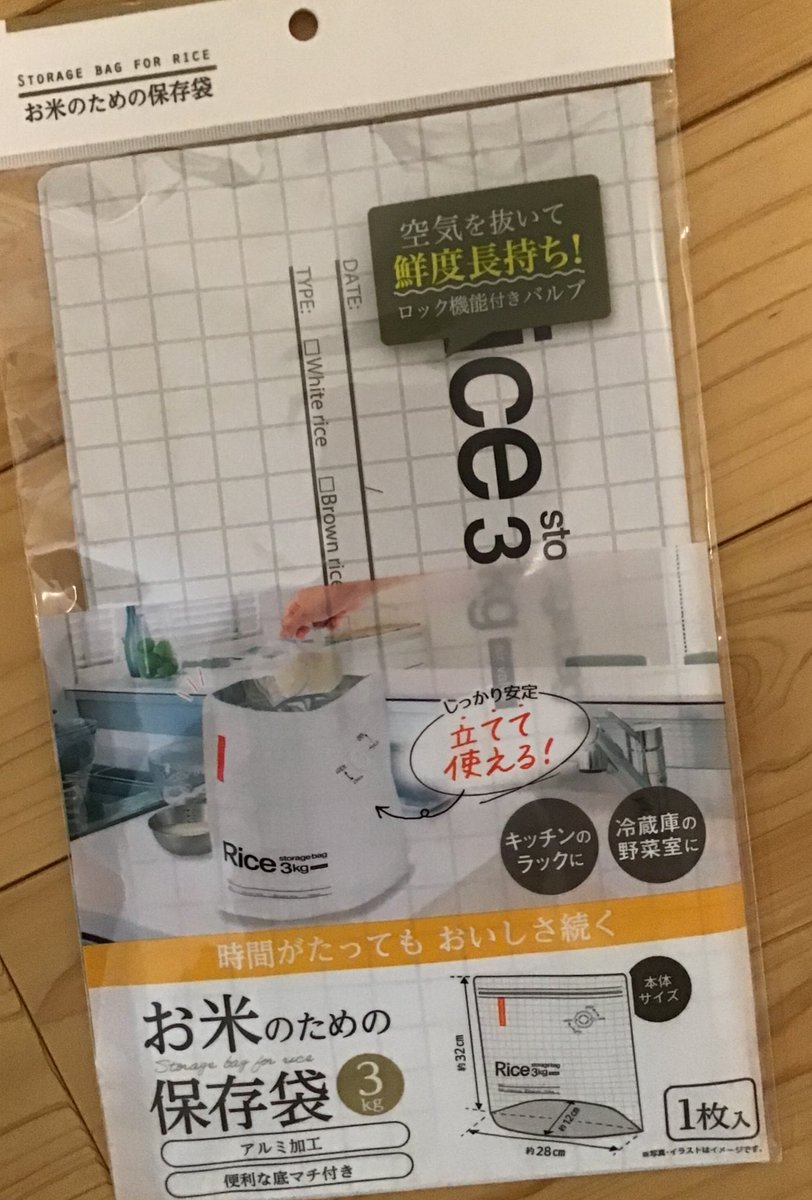 STORAGE BAG FOR RICE
お米のための保存袋
空気を抜いて
鮮度長持ち!
ロック機能付きバルブ
DATE: /
TYPE: □White rice □Brown rice
ice 3
sto
しっかり安定
立てて
使える!
キッチンの
ラックに
冷蔵庫の
野菜室に
Rice storage bag
3kg
時間がたっても おいしさ続く
お米のための
Storage bag for rice
保存袋 3kg
アルミ加工
便利な底マチ付き
本体
サイズ
約32cm
Rice storage bag
3kg
約12cm
約28cm
1枚入
※写真・イラストはイメージです。